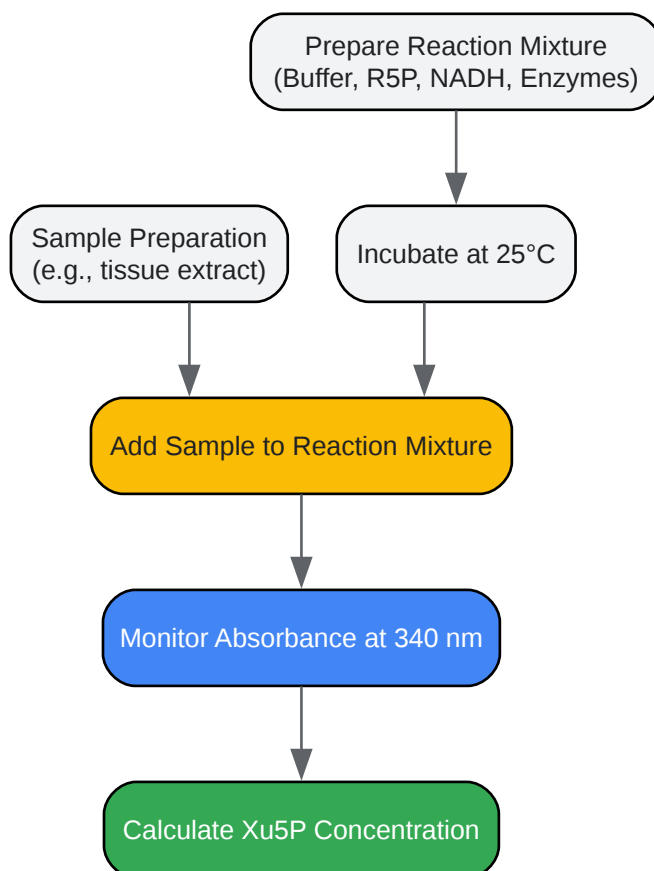 Prepare Reaction Mixture
(Buffer, R5P, NADH, Enzymes)
Sample Preparation
(e.g., tissue extract)
Incubate at 25°C
Add Sample to Reaction Mixture
Monitor Absorbance at 340 nm
Calculate Xu5P Concentration